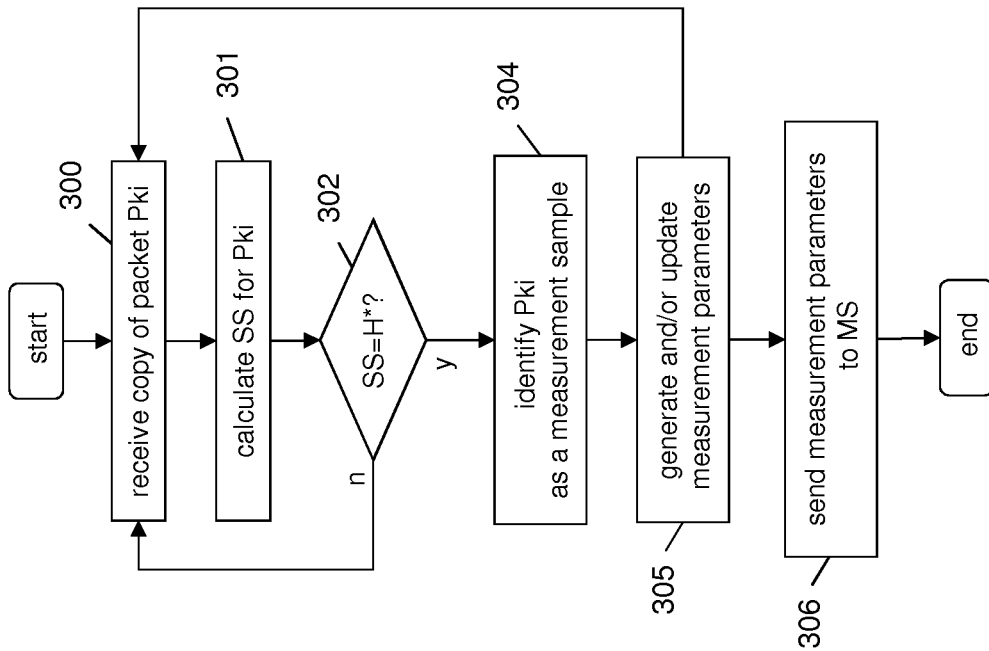 start
300
receive copy of packet Pki
301
calculate SS for Pki
302
SS=H*?
n
y
304
identify Pki
as a measurement sample
305
generate and/or update
measurement parameters
306
send measurement parameters
to MS
end